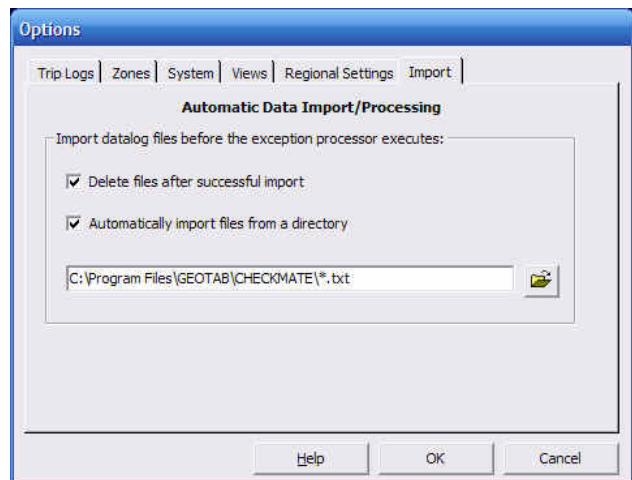 Options
Trip Logs Zones System Views Regional Settings Import
Automatic Data Import/Processing
Import datalog files before the exception processor executes:
Delete files after successful import
Automatically import files from a directory
C:\Program Files\GEOTAB\CHECKMATE\*.txt
Help OK Cancel